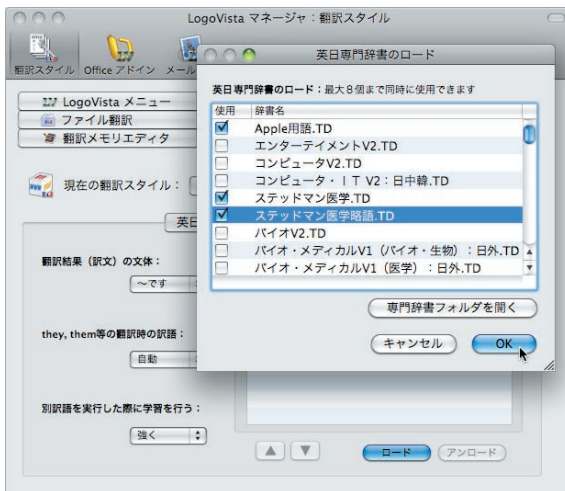 LogoVista マネージャ：翻訳スタイル
翻訳スタイル Office アドイン メール
LogoVista メニュー
ファイル翻訳
翻訳メモリエディタ
現在の翻訳スタイル：
英日
翻訳結果（訳文）の文体：
〜です
they, them等の翻訳時の訳語：
自動
別訳語を実行した際に学習を行う：
強く
ロード アンロード
英日専門辞書のロード
英日専門辞書のロード：最大８個まで同時に使用できます
使用 辞書名
Apple用語.TD
エンターテイメントV2.TD
コンピュータV2.TD
コンピュータ・ＩＴ V2：日中韓.TD
ステッドマン医学.TD
ステッドマン医学略語.TD
バイオV2.TD
バイオ・メディカルV1（バイオ・生物）：日外.TD
バイオ・メディカルV1（医学）：日外.TD
専門辞書フォルダを開く
キャンセル OK